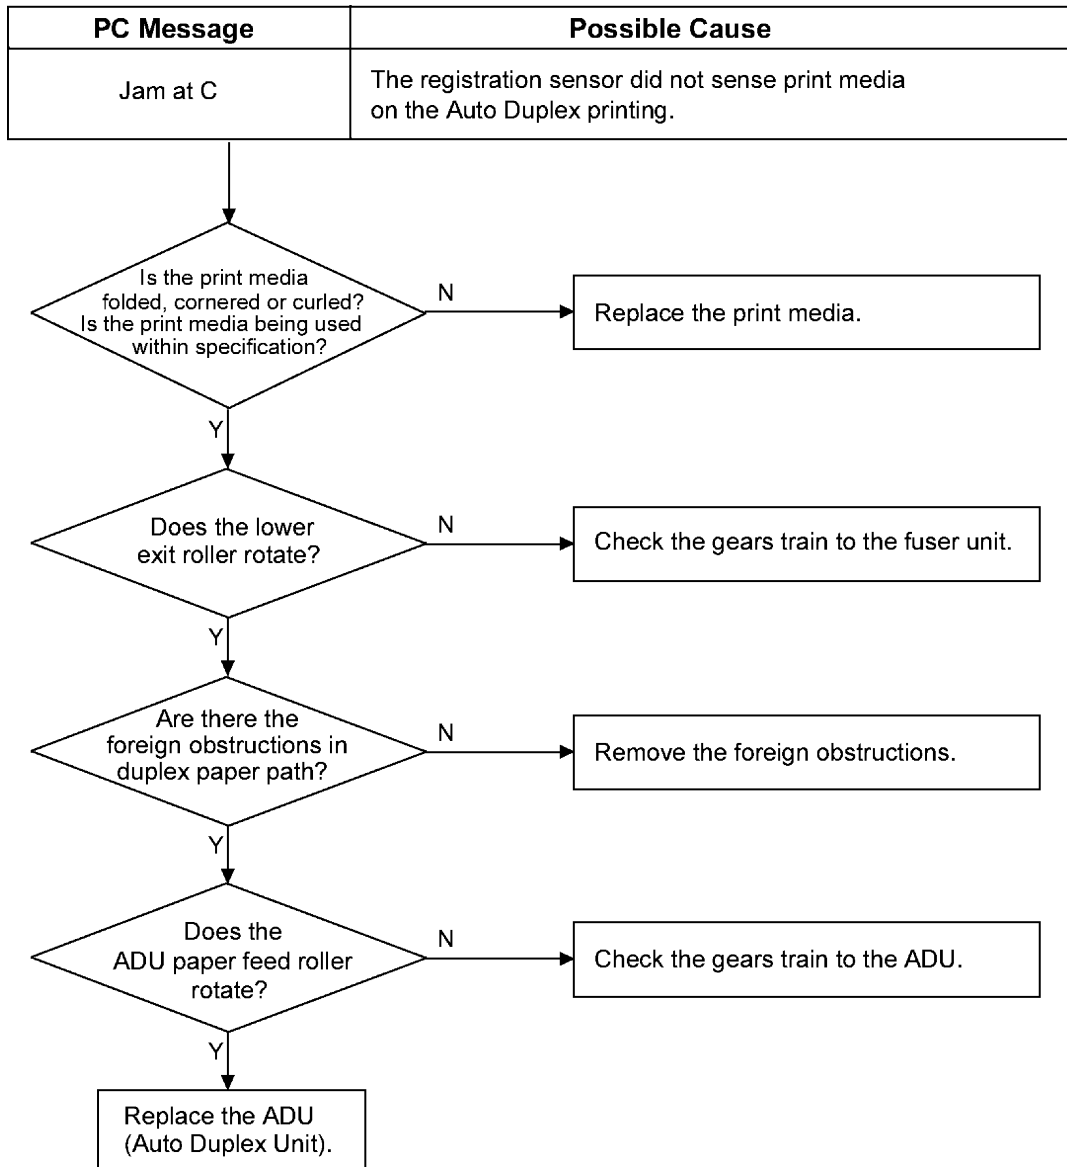 PC Message
Possible Cause
Jam at C
The registration sensor did not sense print media
on the Auto Duplex printing.
Is the print media
folded, cornered or curled?
Is the print media being used
within specification?
N
Replace the print media.
Y
Does the lower
exit roller rotate?
N
Check the gears train to the fuser unit.
Y
Are there the
foreign obstructions in
duplex paper path?
N
Remove the foreign obstructions.
Y
Does the
ADU paper feed roller
rotate?
N
Check the gears train to the ADU.
Y
Replace the ADU
(Auto Duplex Unit).